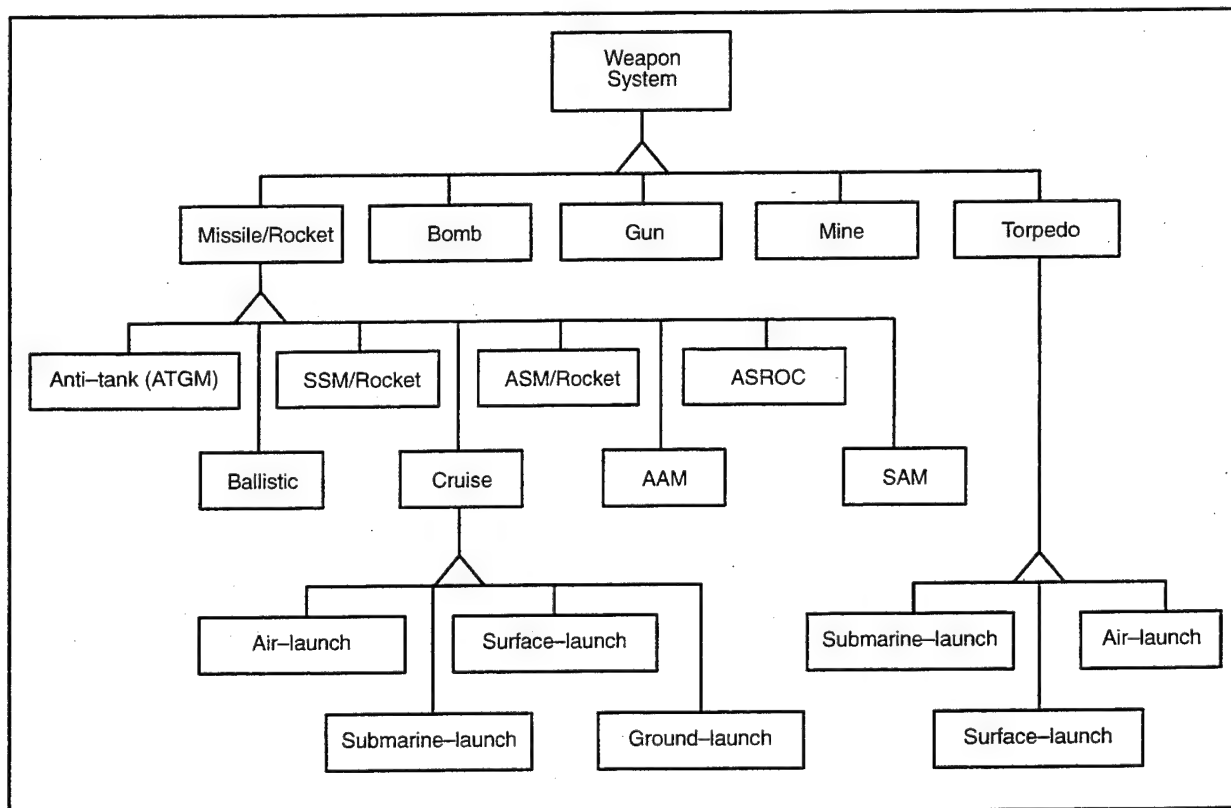 Weapon
System
Missile/Rocket
Bomb
Gun
Mine
Torpedo
Anti–tank (ATGM)
SSM/Rocket
ASM/Rocket
ASROC
Ballistic
Cruise
AAM
SAM
Air–launch
Surface–launch
Submarine–launch
Air–launch
Submarine–launch
Ground–launch
Surface–launch